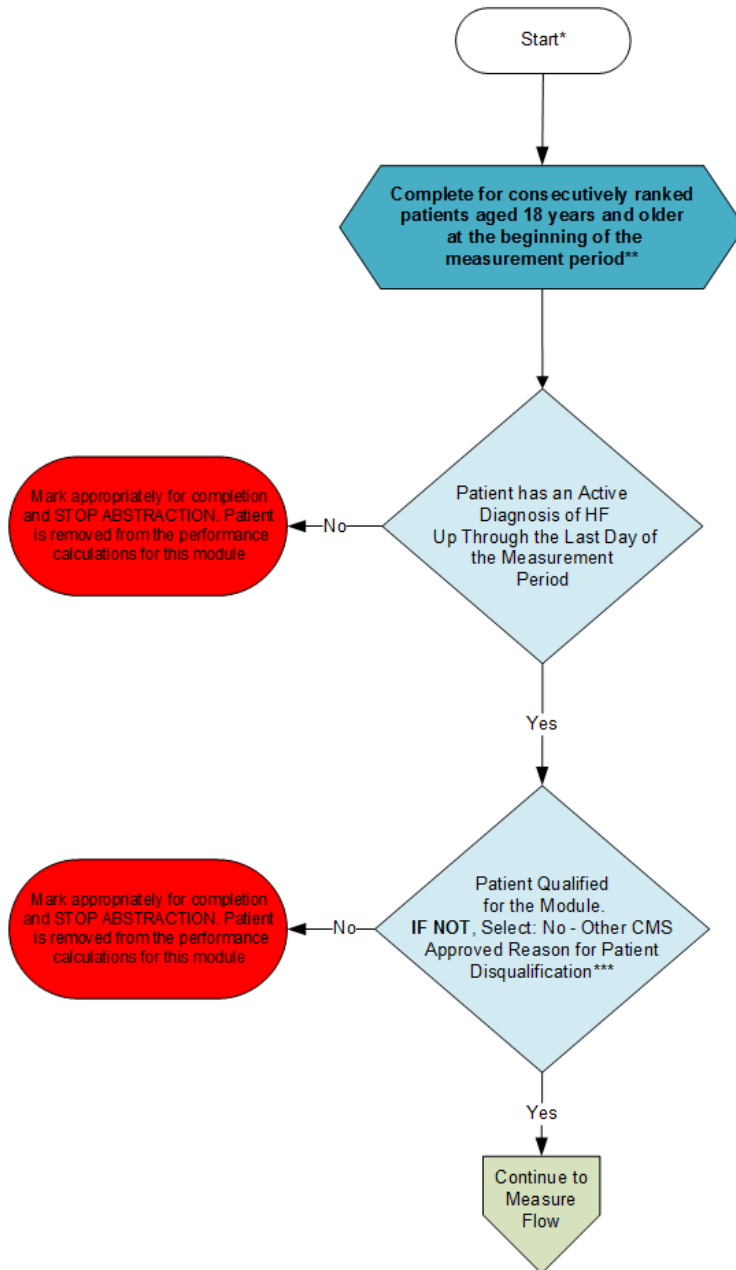 Start*
Complete for consecutively ranked
patients aged 18 years and older
at the beginning of the
measurement period**
Patient has an Active
Diagnosis of HF
Up Through the Last Day of
the Measurement
Period
No
Mark appropriately for completion
and STOP ABSTRACTION. Patient
is removed from the performance
calculations for this module
Yes
Patient Qualified
for the Module.
IF NOT, Select: No - Other CMS
Approved Reason for Patient
Disqualification***
No
Mark appropriately for completion
and STOP ABSTRACTION. Patient
is removed from the performance
calculations for this module
Yes
Continue to
Measure
Flow